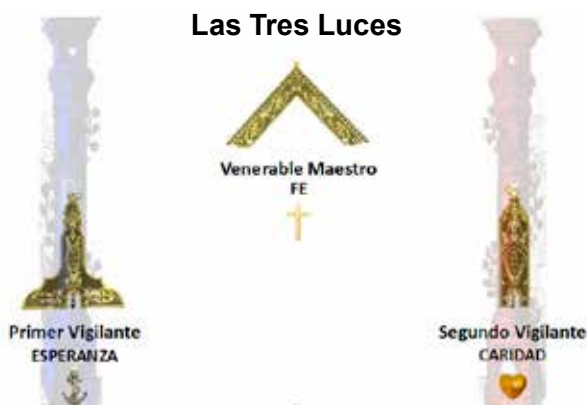 Las Tres Luces
Venerable Maestro
FE
Primer Vigilante
ESPERANZA
Segundo Vigilante
CARIDAD